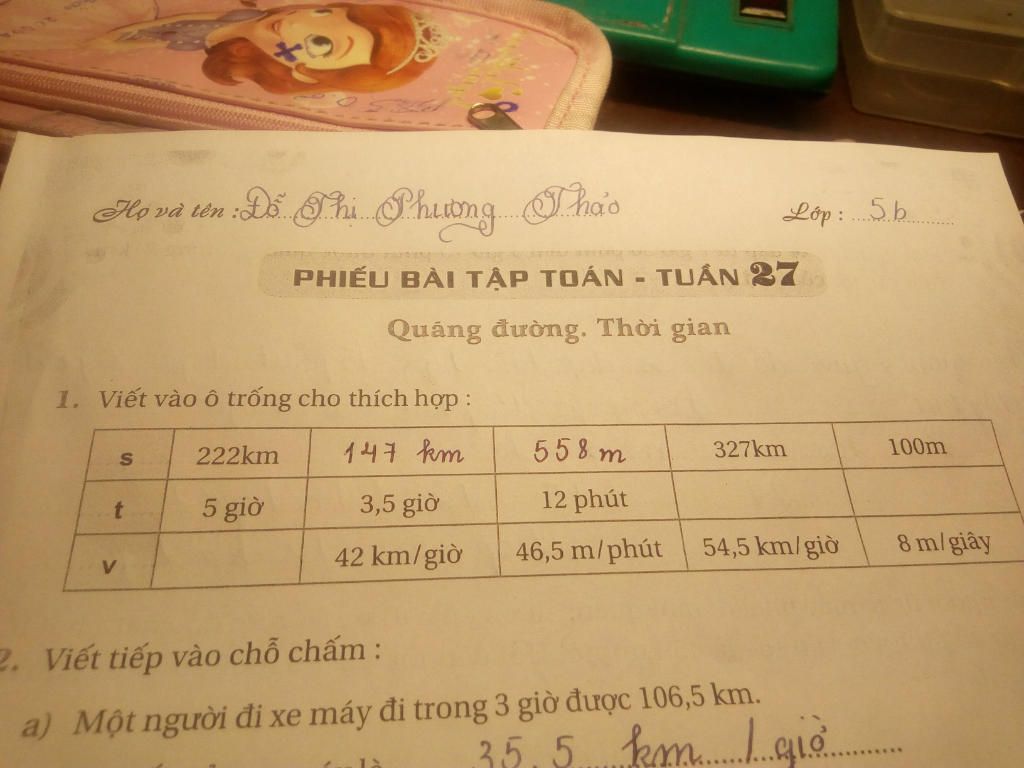 Họ và tên : Đỗ Thị Phương Thảo Lớp : 5b
PHIẾU BÀI TẬP TOÁN - TUẦN 27
Quãng đường. Thời gian
1. Viết vào ô trống cho thích hợp :
s 222km 147 km 558 m 327km 100m
t 5 giờ 3,5 giờ 12 phút
v 42 km/giờ 46,5 m/phút 54,5 km/giờ 8 m/giây
2. Viết tiếp vào chỗ chấm :
a) Một người đi xe máy đi trong 3 giờ được 106,5 km.
35,5 km / giờ